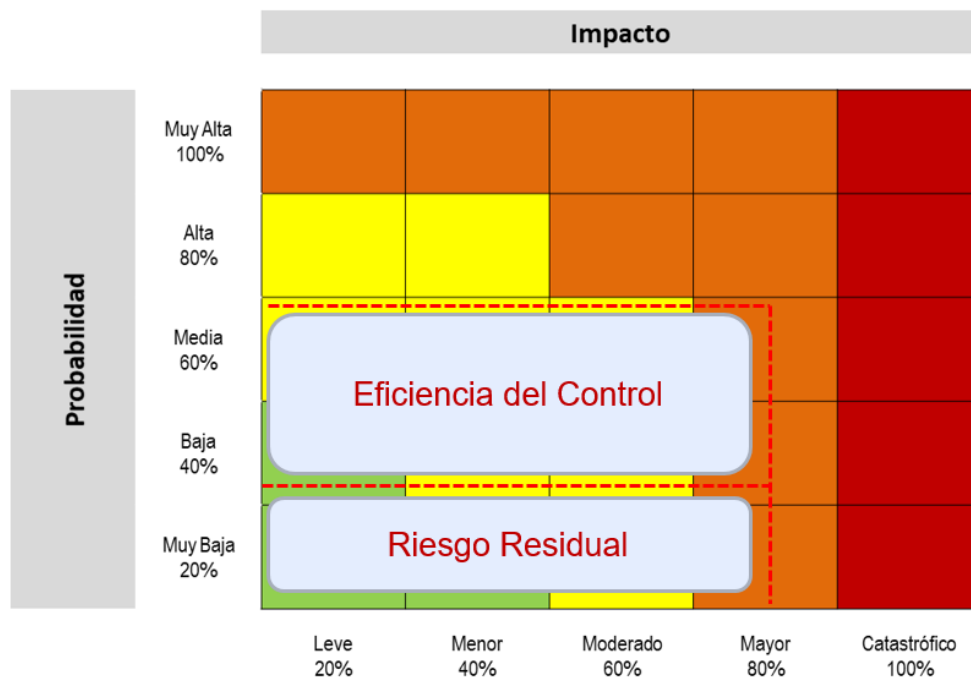 Impacto
Probabilidad
Muy Alta
100%
Alta
80%
Media
60%
Baja
40%
Muy Baja
20%
Eficiencia del Control
Riesgo Residual
Leve
20%
Menor
40%
Moderado
60%
Mayor
80%
Catastrófico
100%